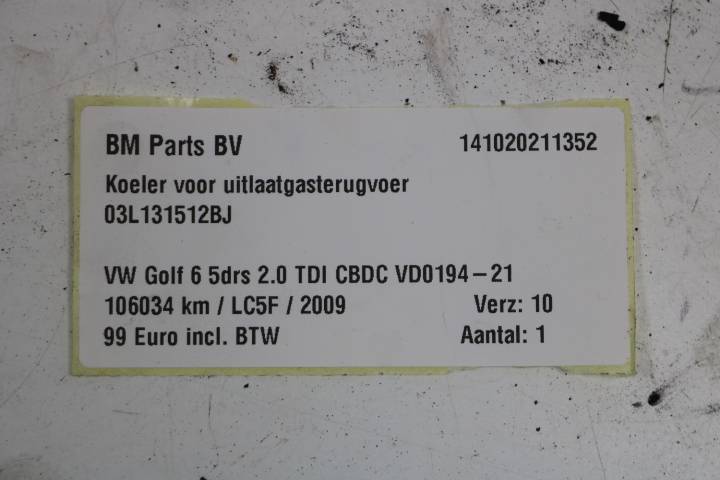 BM Parts BV 141020211352
Koeler voor uitlaatgasterugvoer
03L131512BJ
VW Golf 6 5drs 2.0 TDI CBDC VD0194-21
106034 km / LC5F / 2009 Verz: 10
99 Euro incl. BTW Aantal: 1